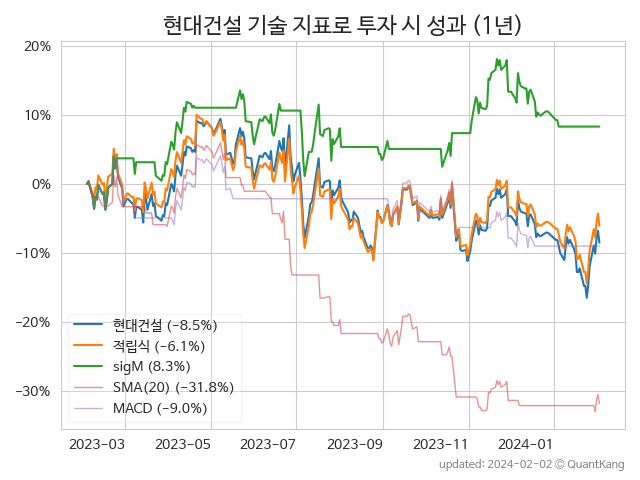 현대건설 기술 지표로 투자 시 성과 (1년)
20%
10%
0%
−10%
−20%
−30%
현대건설 (−8.5%)
적립식 (−6.1%)
sigM (8.3%)
SMA(20) (−31.8%)
MACD (−9.0%)
2023−03 2023−05 2023−07 2023−09 2023−11 2024−01
updated: 2024−02−02 © QuantKang